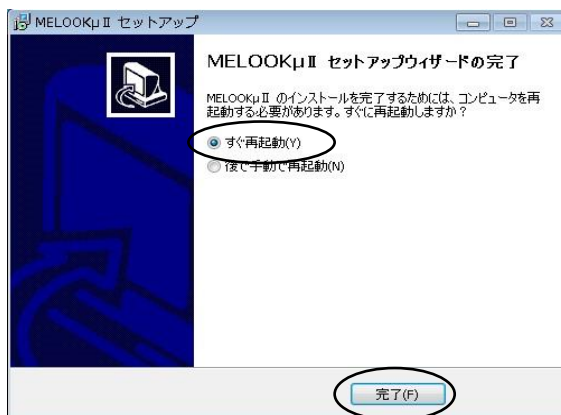 MELOOKμⅡ セットアップ
MELOOKμⅡ セットアップウィザードの完了
MELOOKμⅡ のインストールを完了するためには、コンピュータを再
起動する必要があります。すぐに再起動しますか？
すぐ再起動(Y)
後で手動で再起動(N)
完了(F)